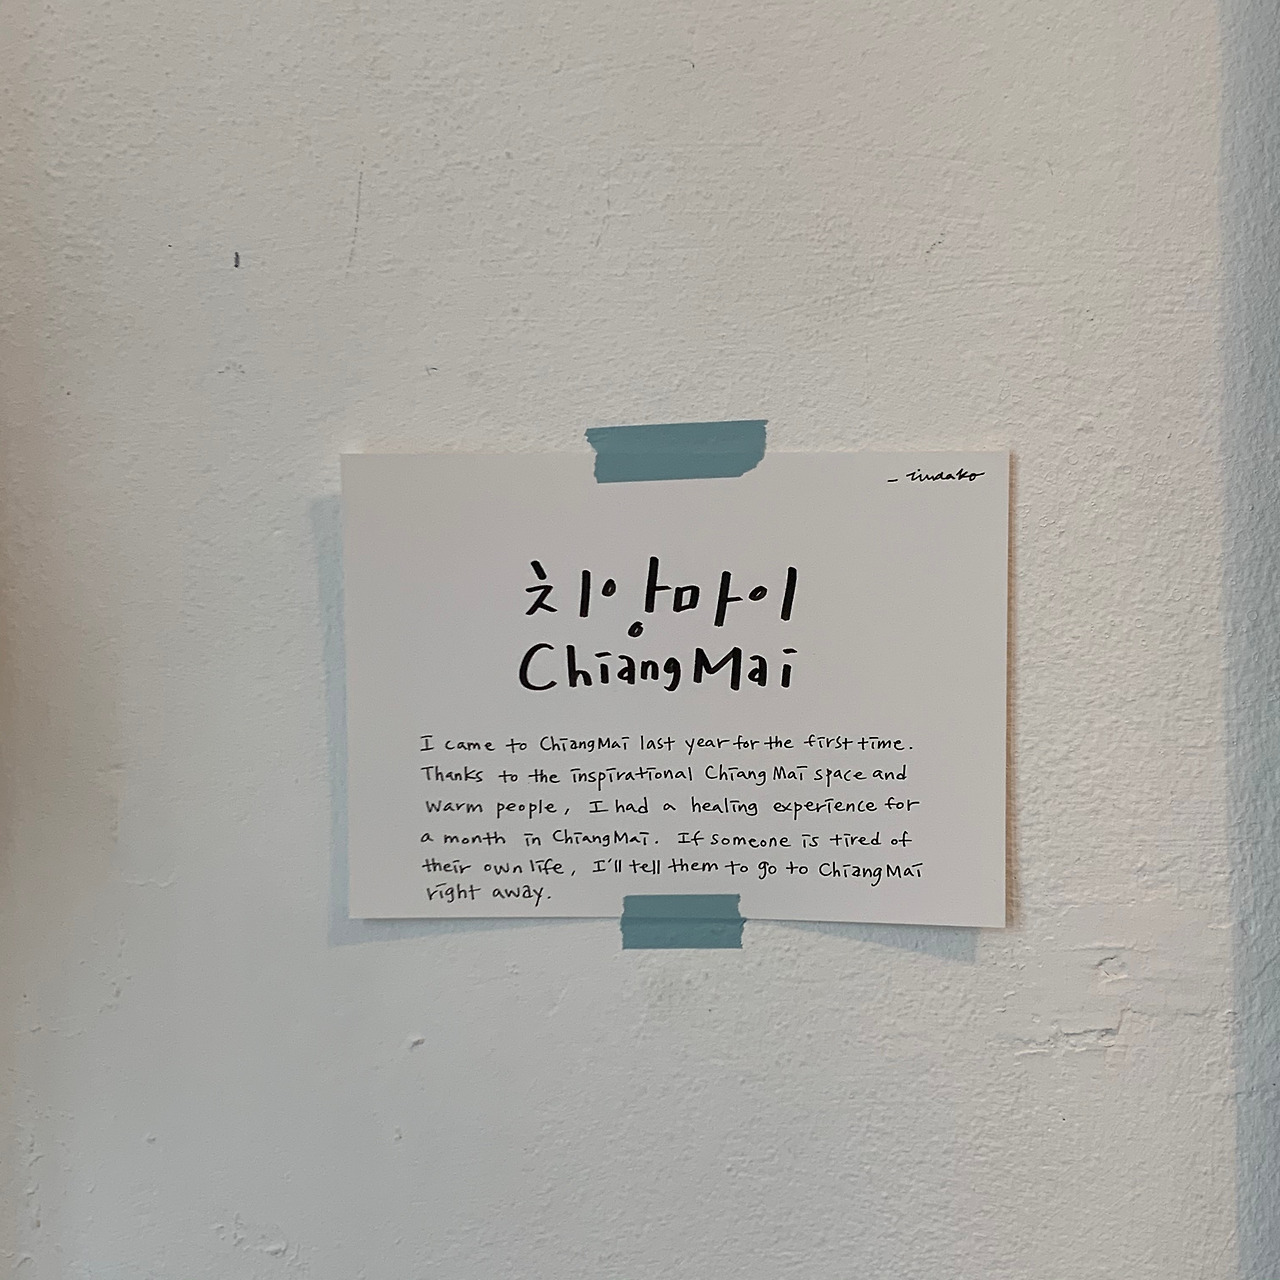 치앙마이
ChiangMai
I came to ChiangMai last year for the first time.
Thanks to the inspirational Chiang Mai space and
warm people, I had a healing experience for
a month in ChiangMai. If someone is tired of
their own life, I'll tell them to go to ChiangMai
right away.